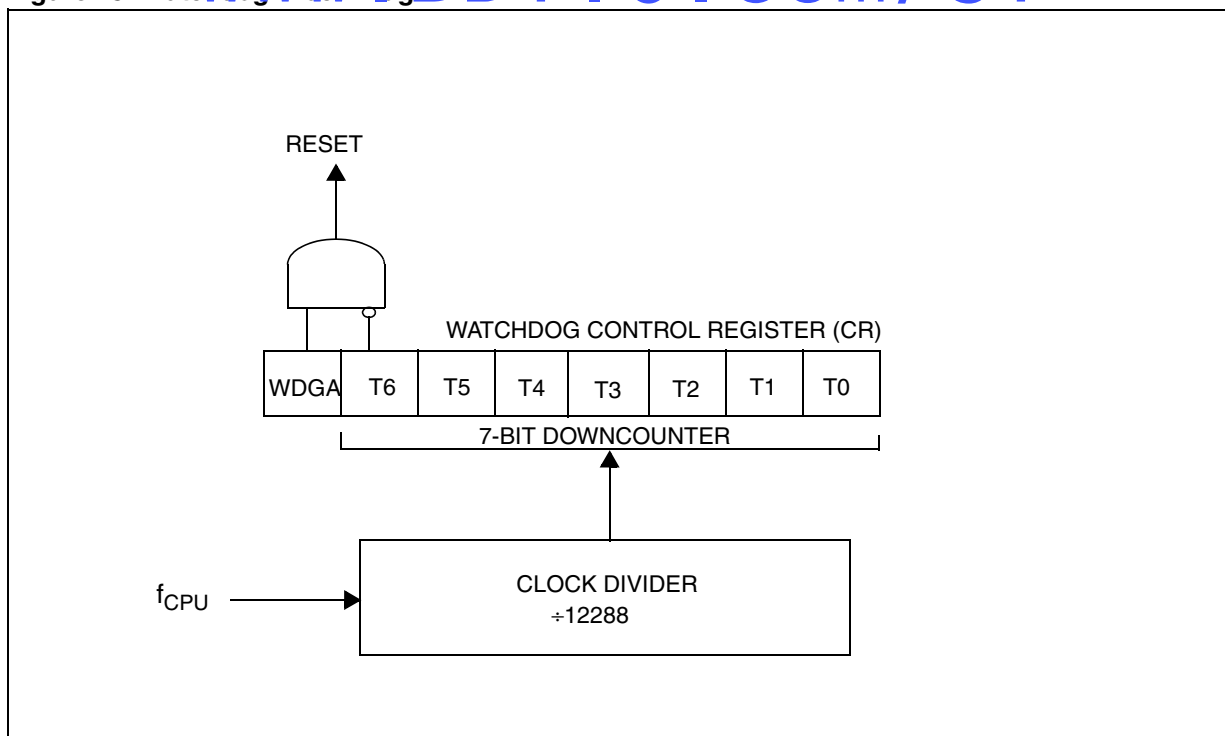 RESET
WATCHDOG CONTROL REGISTER (CR)
WDGA T6 T5 T4 T3 T2 T1 T0
7-BIT DOWNCOUNTER
fCPU
CLOCK DIVIDER
÷12288